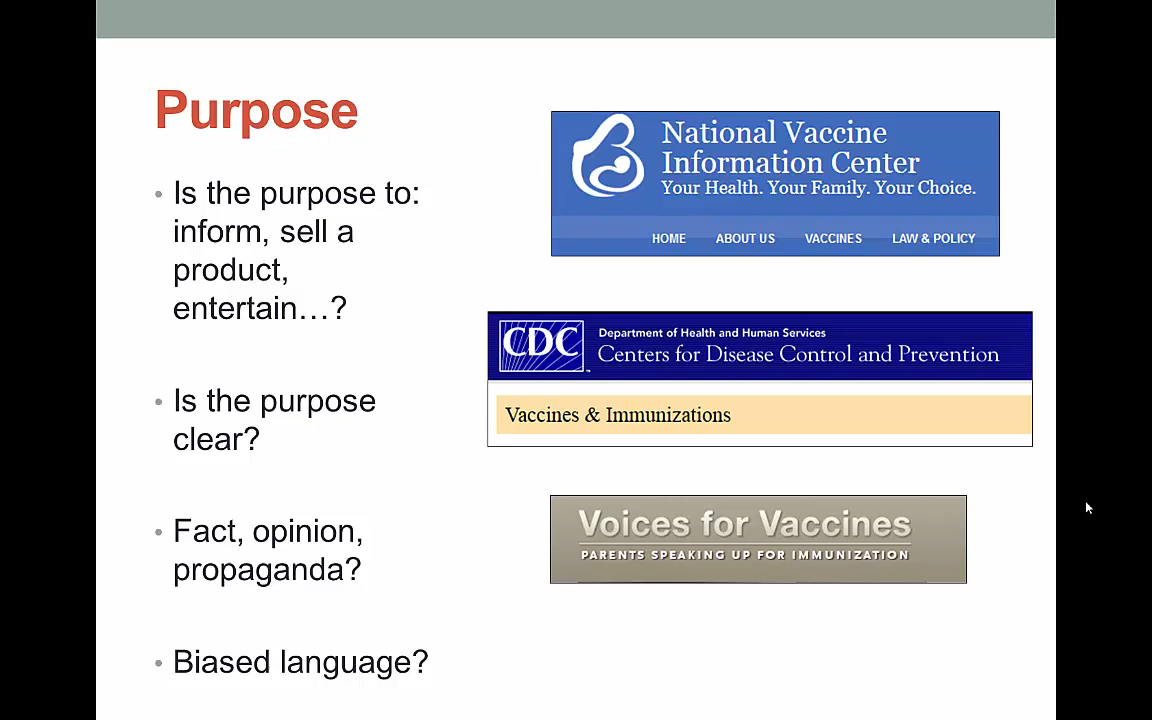 Purpose
• Is the purpose to:
inform, sell a
product,
entertain…?
• Is the purpose
clear?
• Fact, opinion,
propaganda?
• Biased language?
National Vaccine
Information Center
Your Health. Your Family. Your Choice.
HOME ABOUT US VACCINES LAW & POLICY
CDC
TM
Department of Health and Human Services
Centers for Disease Control and Prevention
Vaccines & Immunizations
Voices for Vaccines
PARENTS SPEAKING UP FOR IMMUNIZATION